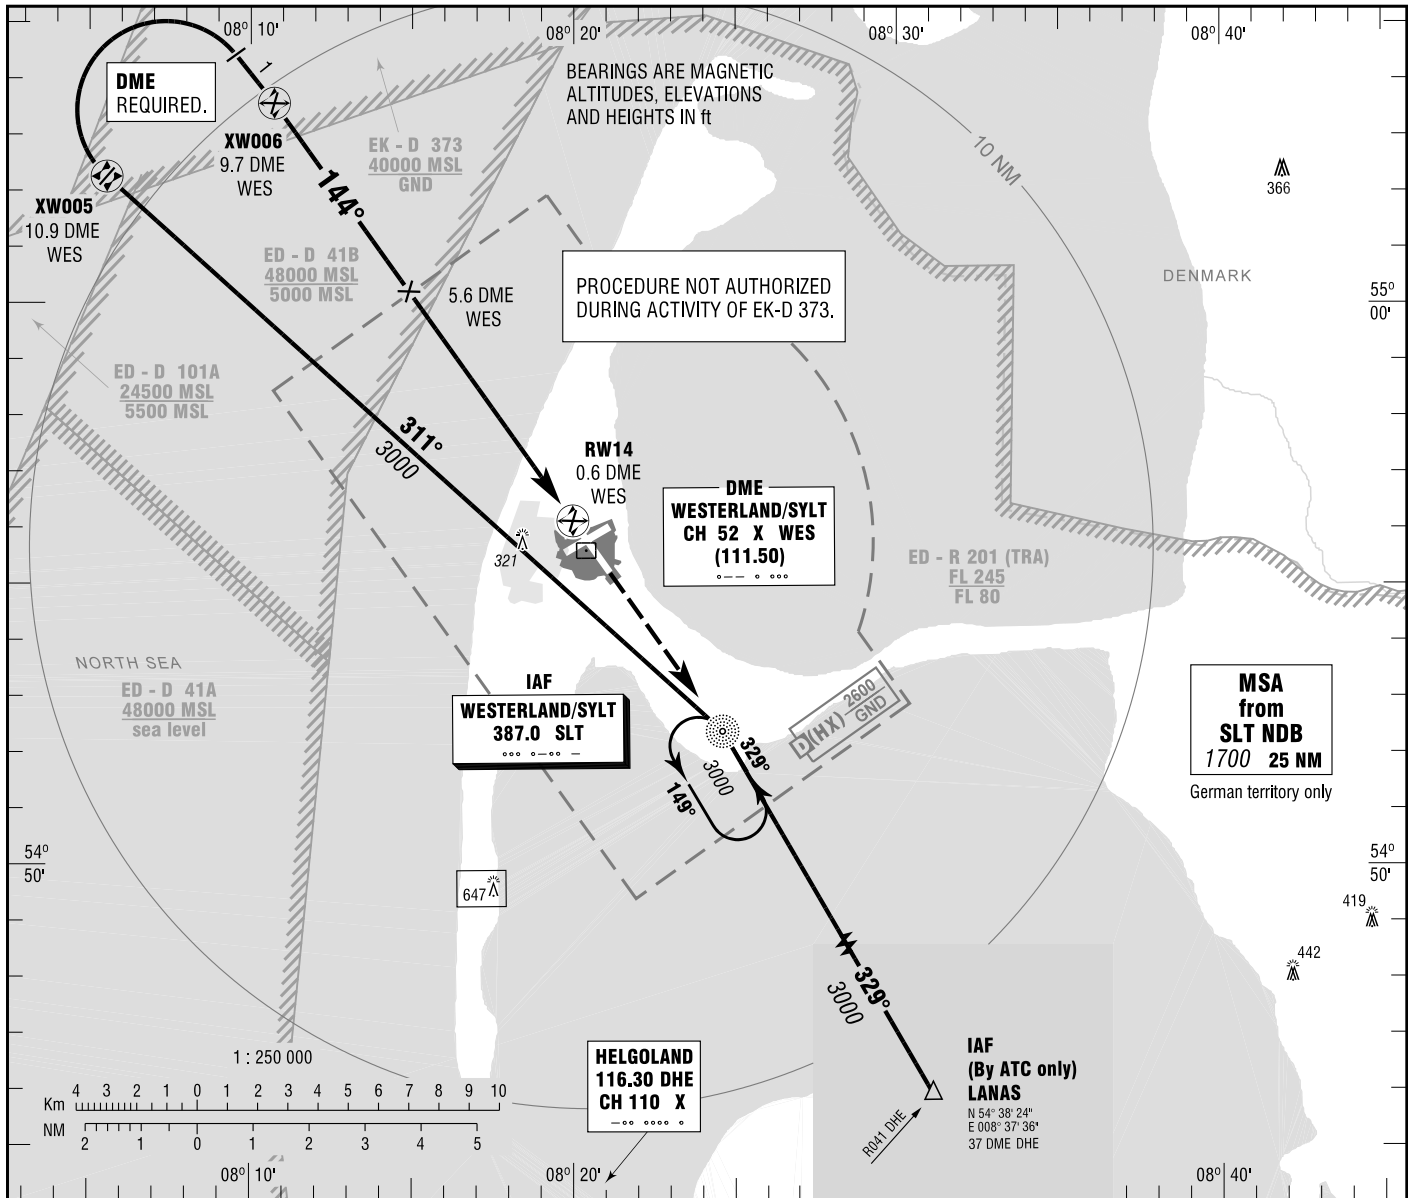 08° 10'
08° 20'
08° 30'
08° 40'
DME
REQUIRED.
1
BEARINGS ARE MAGNETIC
ALTITUDES, ELEVATIONS
AND HEIGHTS IN ft
XW006
9.7 DME
WES
EK - D 373
40000 MSL
GND
10 NM
366
144°
XW005
10.9 DME
WES
ED - D 41B
48000 MSL
5000 MSL
5.6 DME
WES
PROCEDURE NOT AUTHORIZED
DURING ACTIVITY OF EK-D 373.
DENMARK
55°
00'
ED - D 101A
24500 MSL
5500 MSL
311°
3000
RW14
0.6 DME
WES
321
DME
WESTERLAND/SYLT
CH 52 X WES
(111.50)
ED - R 201 (TRA)
FL 245
FL 80
NORTH SEA
ED - D 41A
48000 MSL
sea level
IAF
WESTERLAND/SYLT
387.0 SLT
D(HX) 2600
GND
MSA
from
SLT NDB
1700 25 NM
German territory only
329°
3000
149°
54°
50'
54°
50'
647
419
442
329°
3000
1 : 250 000
Km 4 3 2 1 0 1 2 3 4 5 6 7 8 9 10
NM 2 1 0 1 2 3 4 5
HELGOLAND
116.30 DHE
CH 110 X
R041 DHE
IAF
(By ATC only)
LANAS
N 54° 38' 24"
E 008° 37' 36"
37 DME DHE
08° 10'
08° 20'
08° 40'